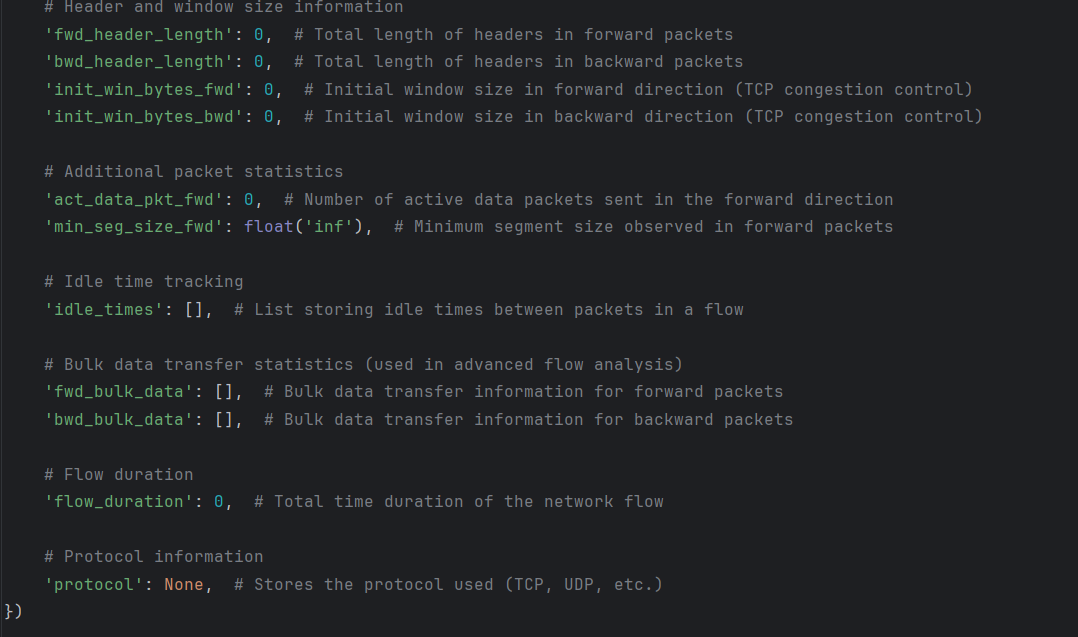 # Header and window size information
'fwd_header_length': 0,  # Total length of headers in forward packets
'bwd_header_length': 0,  # Total length of headers in backward packets
'init_win_bytes_fwd': 0,  # Initial window size in forward direction (TCP congestion control)
'init_win_bytes_bwd': 0,  # Initial window size in backward direction (TCP congestion control)
# Additional packet statistics
'act_data_pkt_fwd': 0,  # Number of active data packets sent in the forward direction
'min_seg_size_fwd': float('inf'),  # Minimum segment size observed in forward packets
# Idle time tracking
'idle_times': [],  # List storing idle times between packets in a flow
# Bulk data transfer statistics (used in advanced flow analysis)
'fwd_bulk_data': [],  # Bulk data transfer information for forward packets
'bwd_bulk_data': [],  # Bulk data transfer information for backward packets
# Flow duration
'flow_duration': 0,  # Total time duration of the network flow
# Protocol information
'protocol': None,  # Stores the protocol used (TCP, UDP, etc.)
})